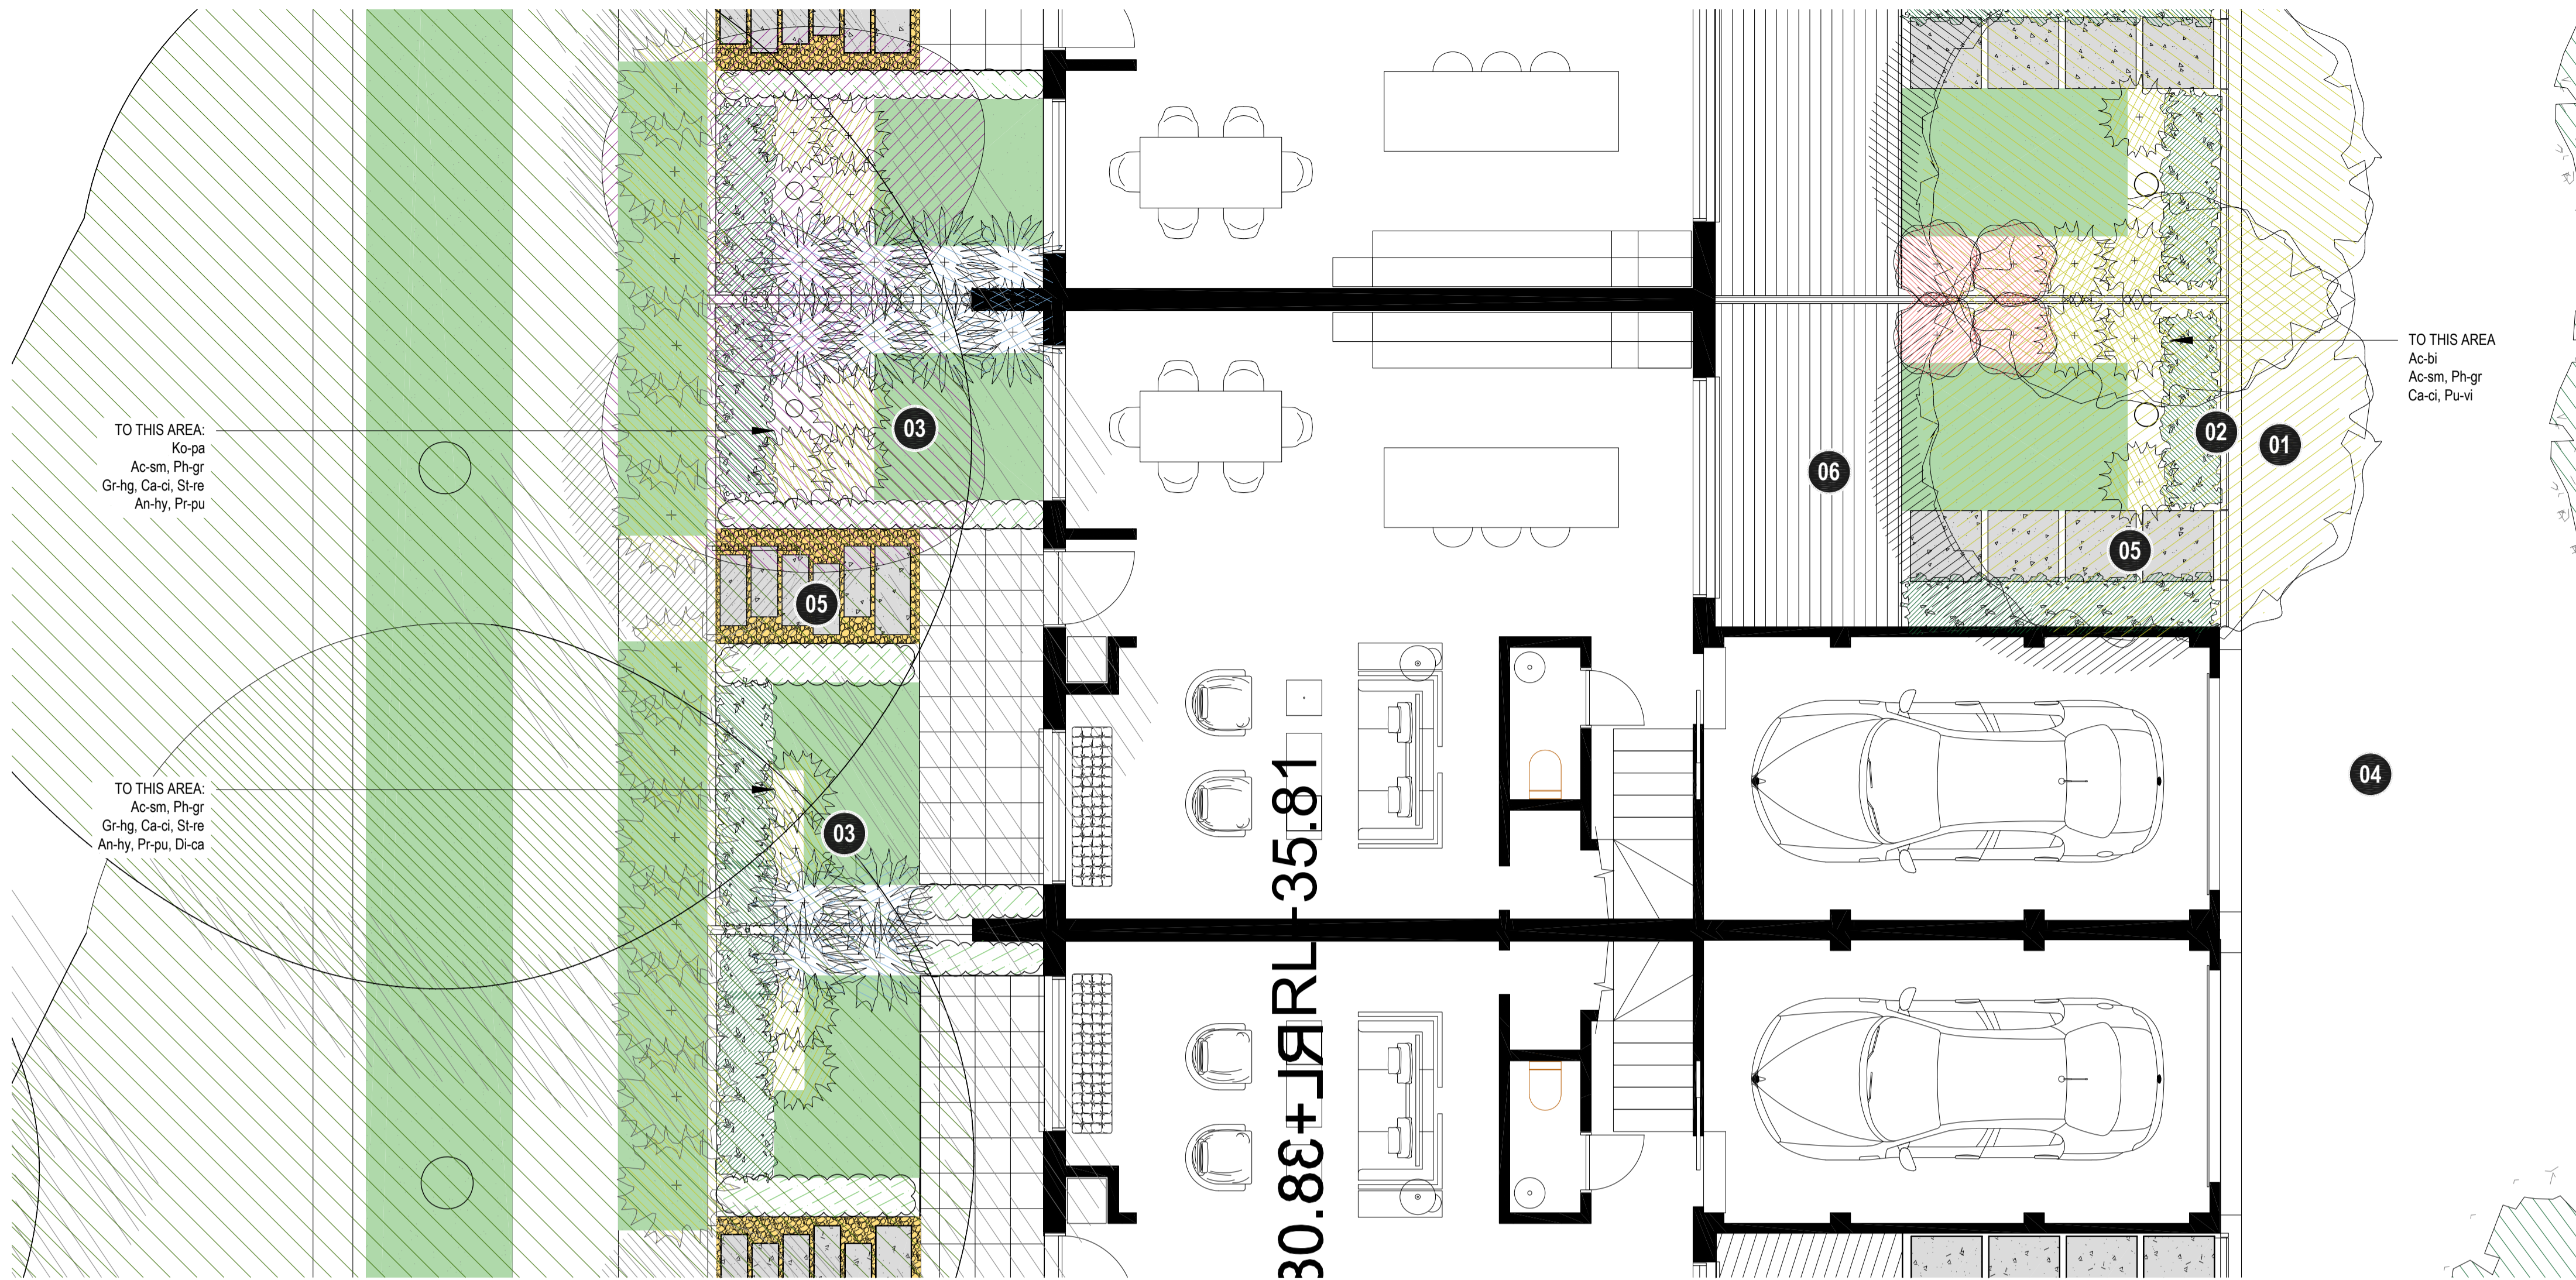 TO THIS AREA:
Ko-pa
Ac-sm, Ph-gr
Gr-hg, Ca-ci, St-re
An-hy, Pr-pu
TO THIS AREA:
Ac-sm, Ph-gr
Gr-hg, Ca-ci, St-re
An-hy, Pr-pu, Di-ca
03
05
03
RL 35.81
06
02
01
05
04
TO THIS AREA
Ac-bi
Ac-sm, Ph-gr
Ca-ci, Pu-vi